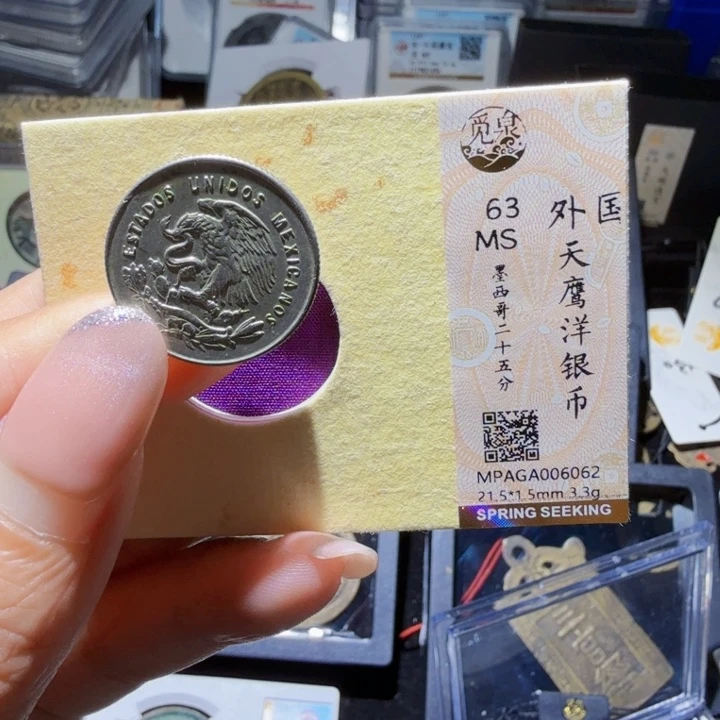 ESTADOS UNIDOS MEXICANOS
觅泉
63
MS
国
外天鹰洋银币
墨西哥二十五分
MPAGA006062
21.5*1.5mm 3.3g
SPRING SEEKING